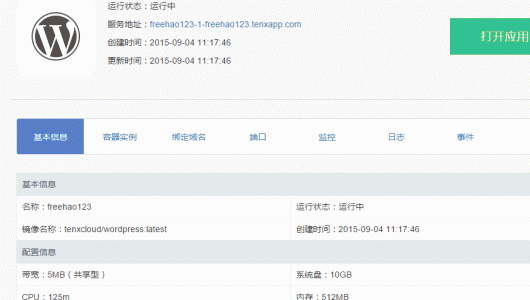 运行状态：运行中
服务地址：freehao123-1-freehao123.tenxapp.com
创建时间：2015-09-04 11:17:46
更新时间：2015-09-04 11:17:46
打开应用
基本信息 容器实例 绑定域名 端口 监控 日志 事件
基本信息
名称：freehao123 运行状态：运行中
镜像名称：tenxcloud/wordpress:latest 创建时间：2015-09-04 11:17:46
配置信息
带宽：5MB（共享型） 系统盘：10GB
CPU：125m 内存：512MB